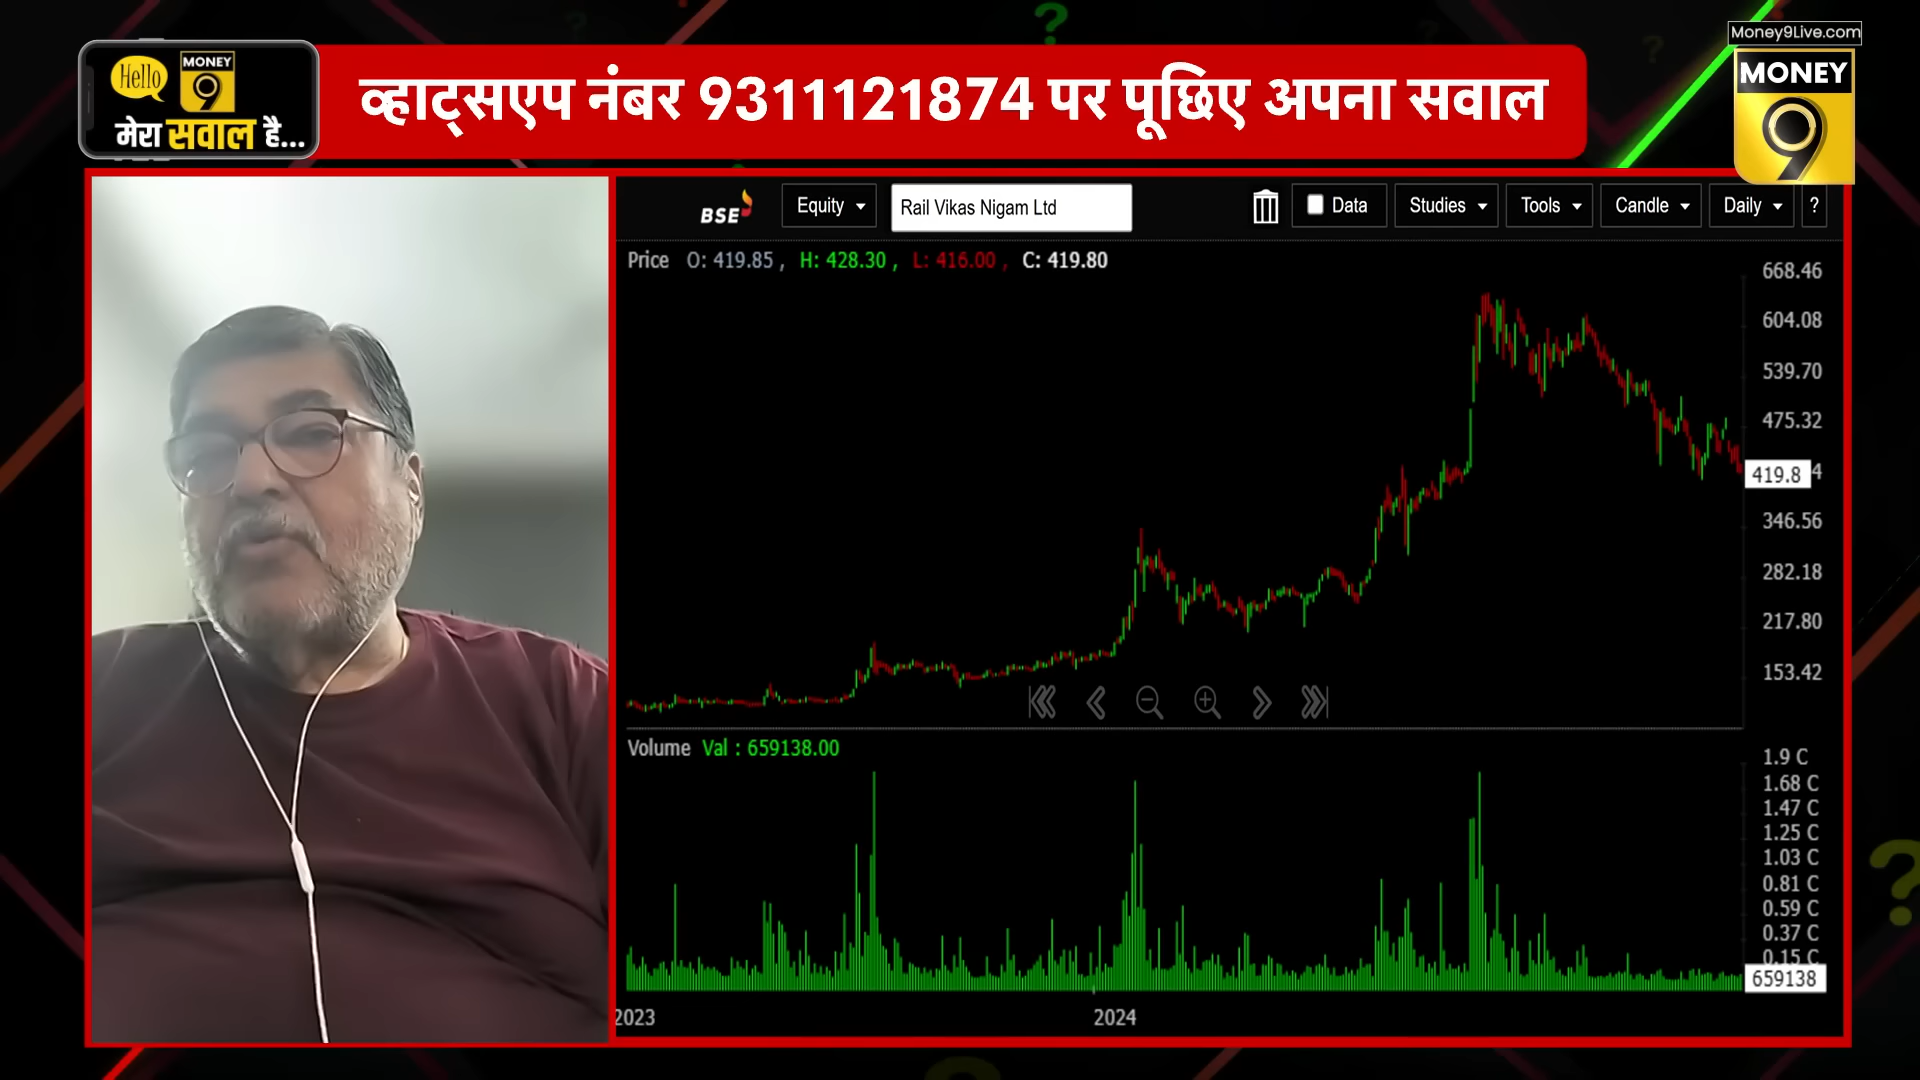 Money9Live.com
Hello MONEY 9
मेरा सवाल है...
व्हाट्सएप नंबर 9311121874 पर पूछिए अपना सवाल
MONEY 9
BSE Equity Rail Vikas Nigam Ltd Data Studies Tools Candle Daily ?
Price O: 419.85 , H: 428.30 , L: 416.00 , C: 419.80
668.46
604.08
539.70
475.32
419.8 4
346.56
282.18
217.80
153.42
Volume Val : 659138.00
1.9 C
1.68 C
1.47 C
1.25 C
1.03 C
0.81 C
0.59 C
0.37 C
0.15 C
659138
2023 2024